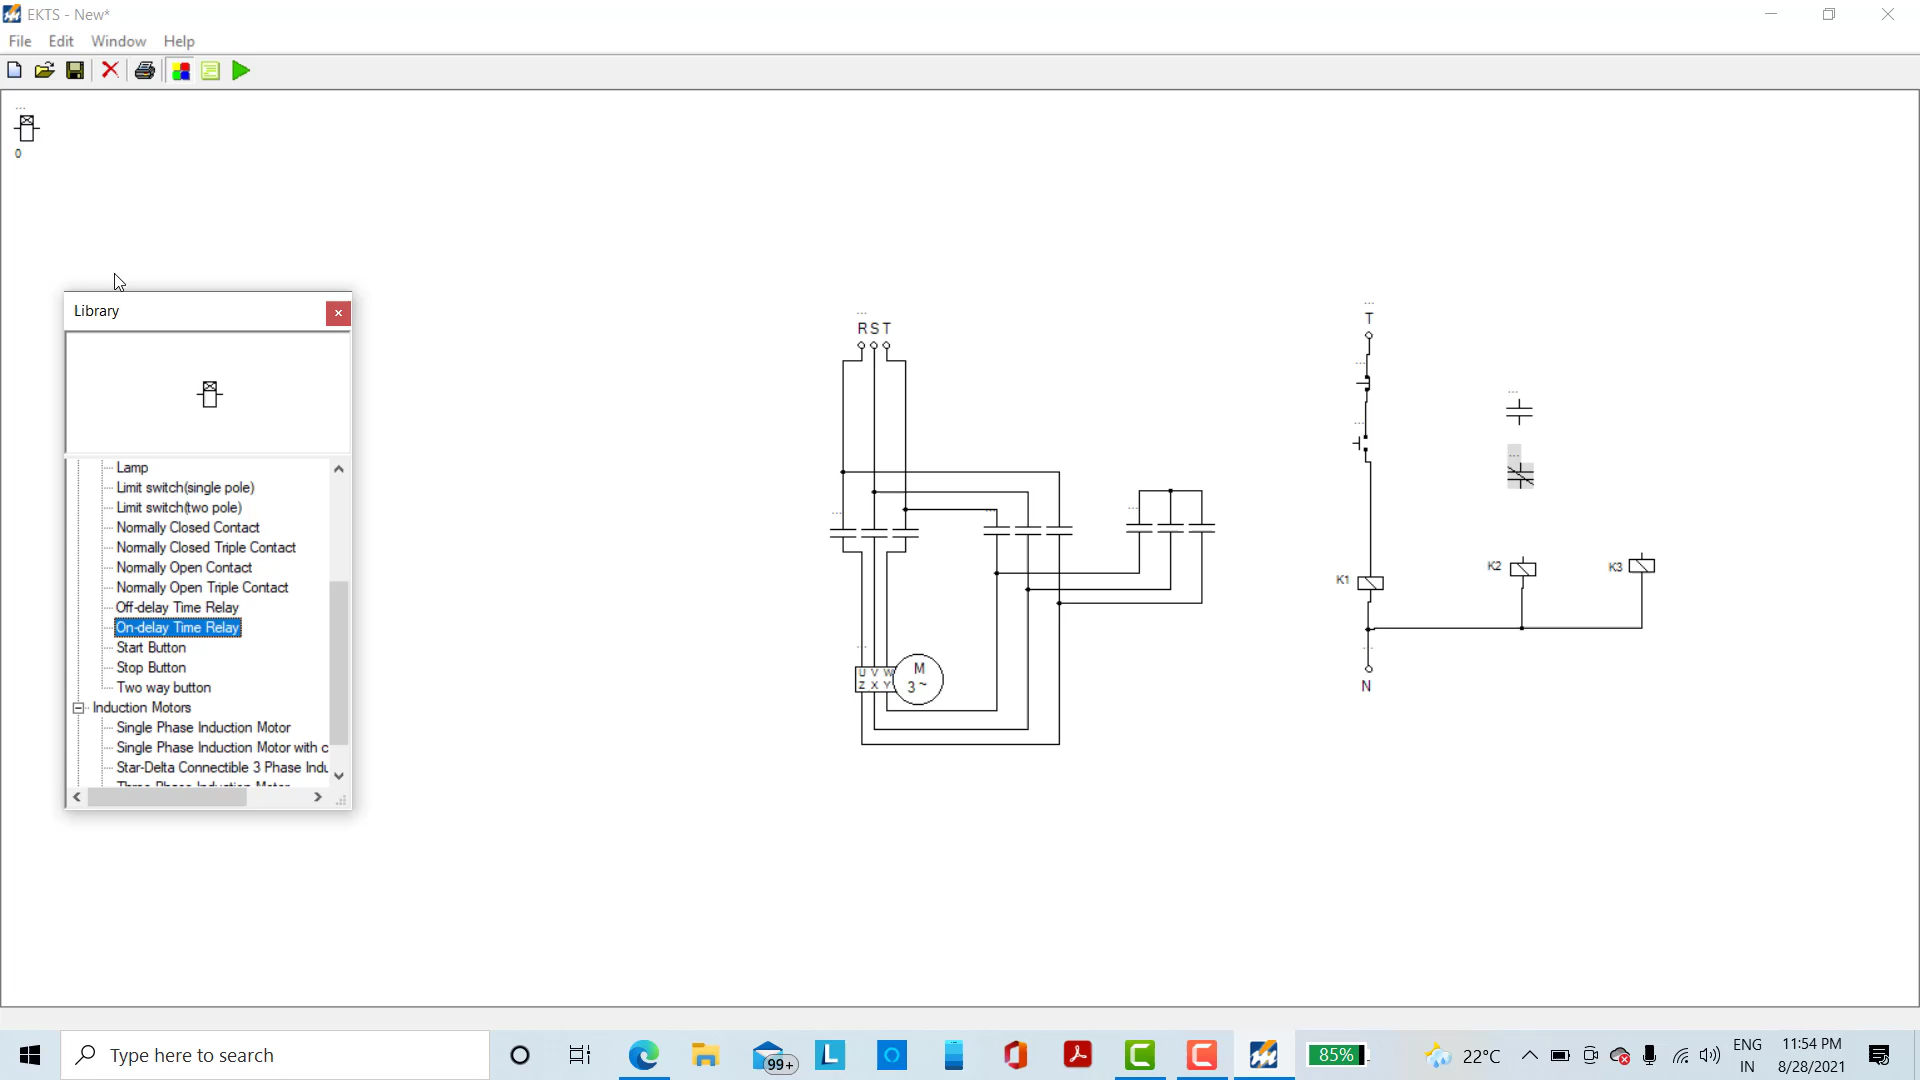 EKTS - New*
File Edit Window Help
...
0
Library
Lamp
Limit switch(single pole)
Limit switch(two pole)
Normally Closed Contact
Normally Closed Triple Contact
Normally Open Contact
Normally Open Triple Contact
Off-delay Time Relay
On-delay Time Relay
Start Button
Stop Button
Two way button
Induction Motors
Single Phase Induction Motor
Single Phase Induction Motor with c
Star-Delta Connectible 3 Phase Indu
...
R S T
...
...
...
...
U V W
Z X Y
M
3 ~
...
T
...
...
...
...
K1
K2
K3
...
N
Type here to search
99+
85%
22°C
ENG
IN
11:54 PM
8/28/2021